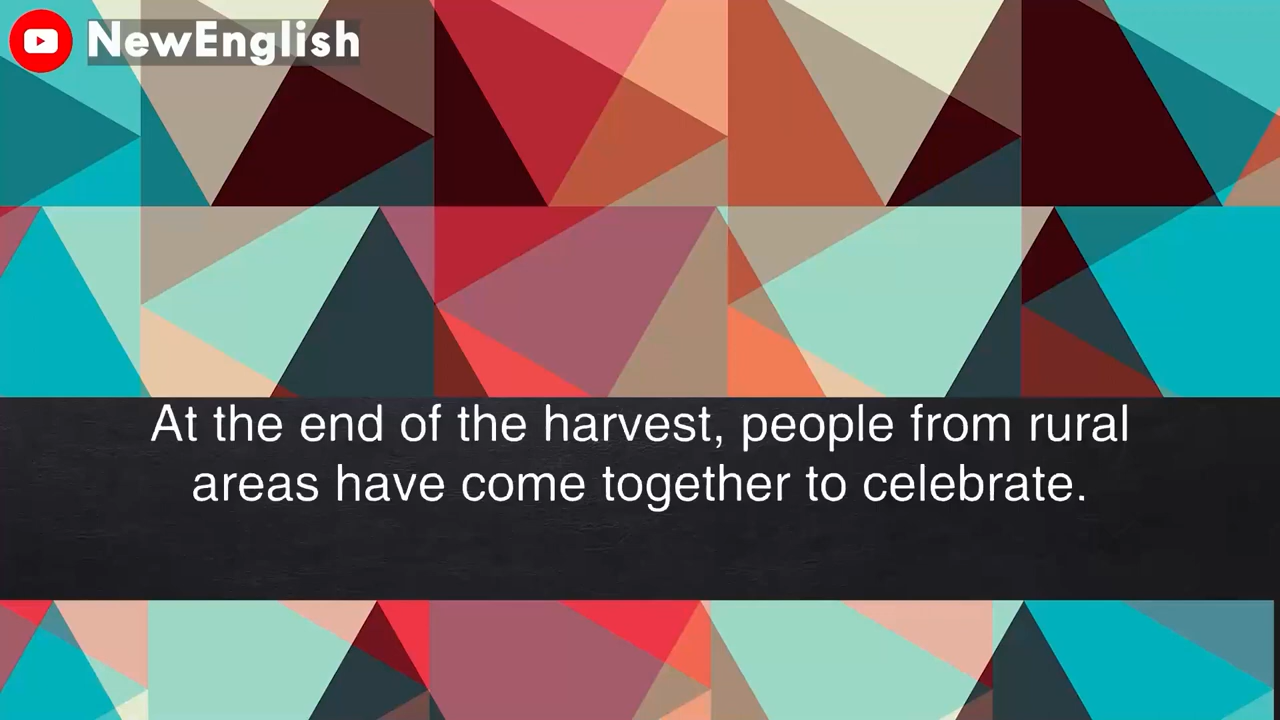 NewEnglish
At the end of the harvest, people from rural
areas have come together to celebrate.